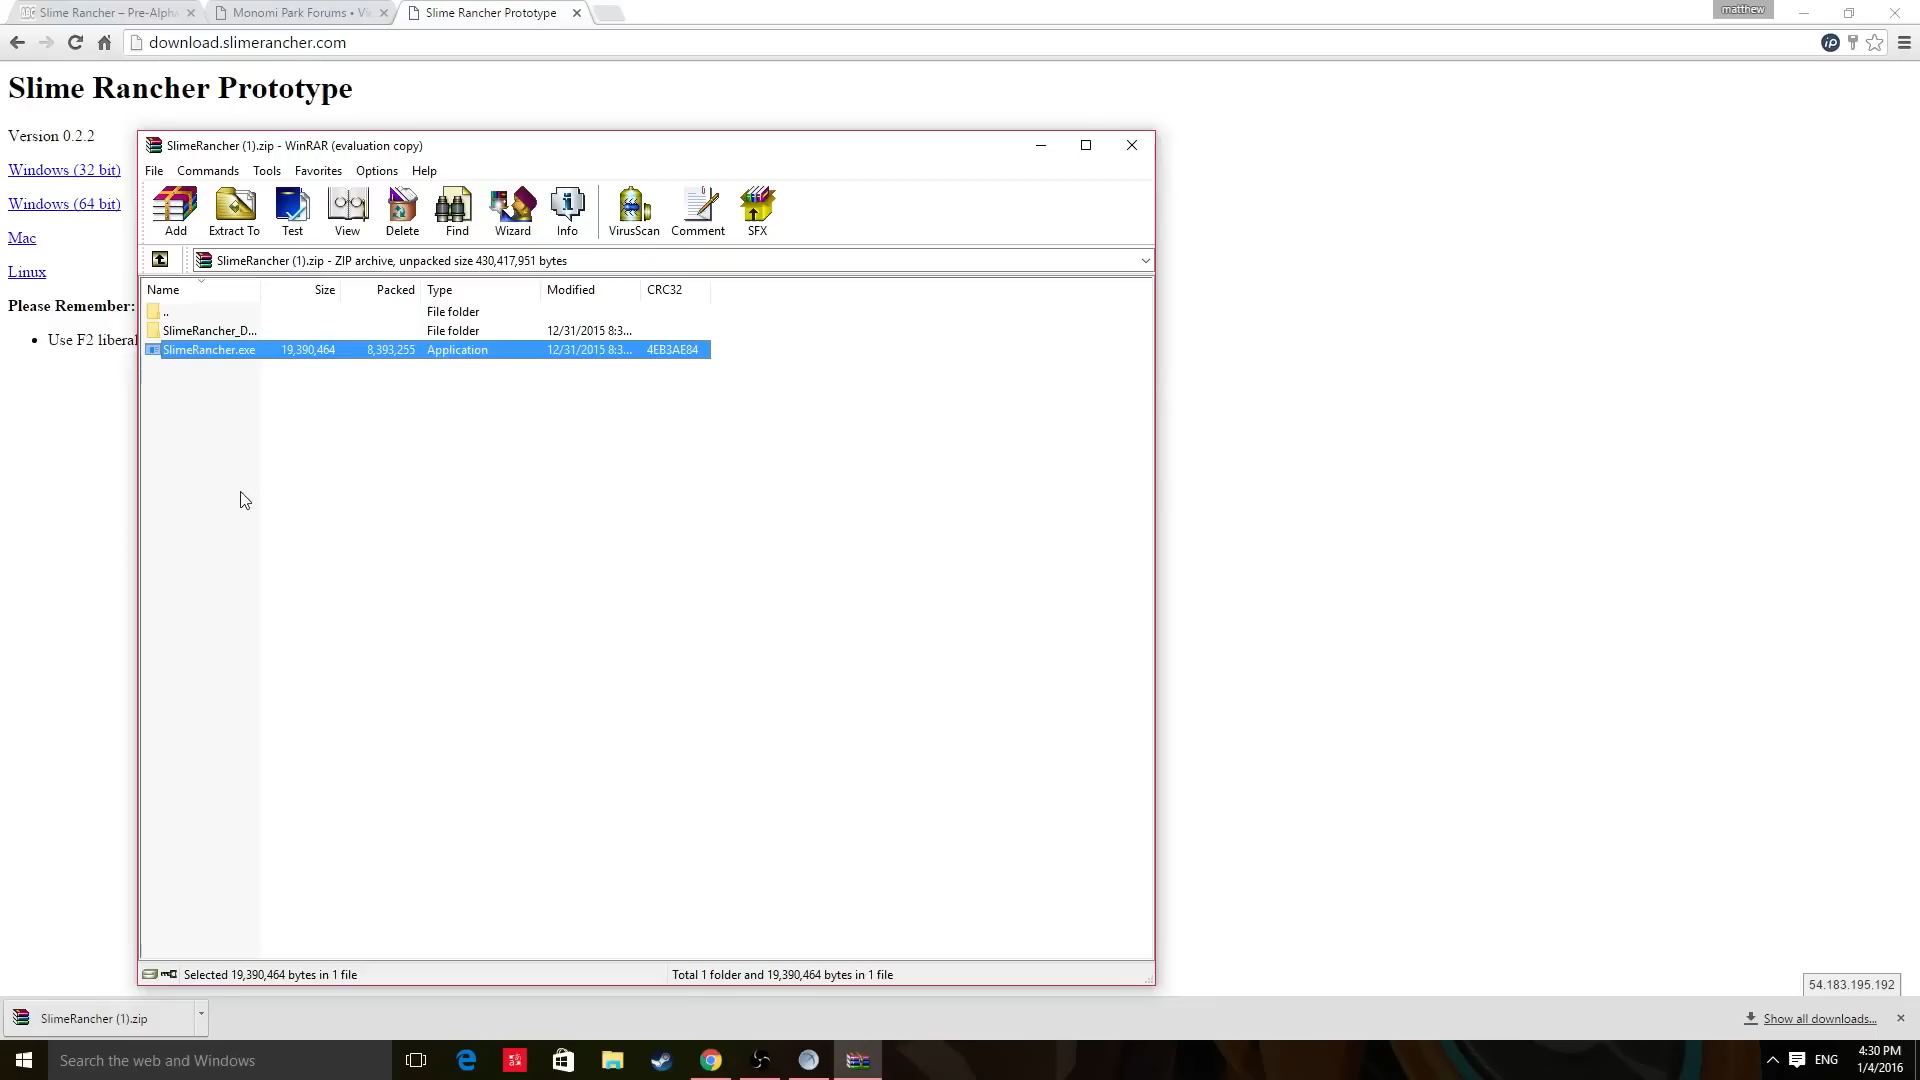 Slime Rancher – Pre-Alph
Monomi Park Forums • Vi
Slime Rancher Prototype
matthew
download.slimerancher.com
Slime Rancher Prototype
Version 0.2.2
Windows (32 bit)
Windows (64 bit)
Mac
Linux
Please Remember:
Use F2 libera
SlimeRancher (1).zip - WinRAR (evaluation copy)
File Commands Tools Favorites Options Help
Add Extract To Test View Delete Find Wizard Info VirusScan Comment SFX
SlimeRancher (1).zip - ZIP archive, unpacked size 430,417,951 bytes
Name Size Packed Type Modified CRC32
.. File folder
SlimeRancher_D... File folder 12/31/2015 8:3...
SlimeRancher.exe 19,390,464 8,393,255 Application 12/31/2015 8:3... 4EB3AE84
Selected 19,390,464 bytes in 1 file
Total 1 folder and 19,390,464 bytes in 1 file
54.183.195.192
SlimeRancher (1).zip
Show all downloads...
Search the web and Windows
ENG
4:30 PM
1/4/2016